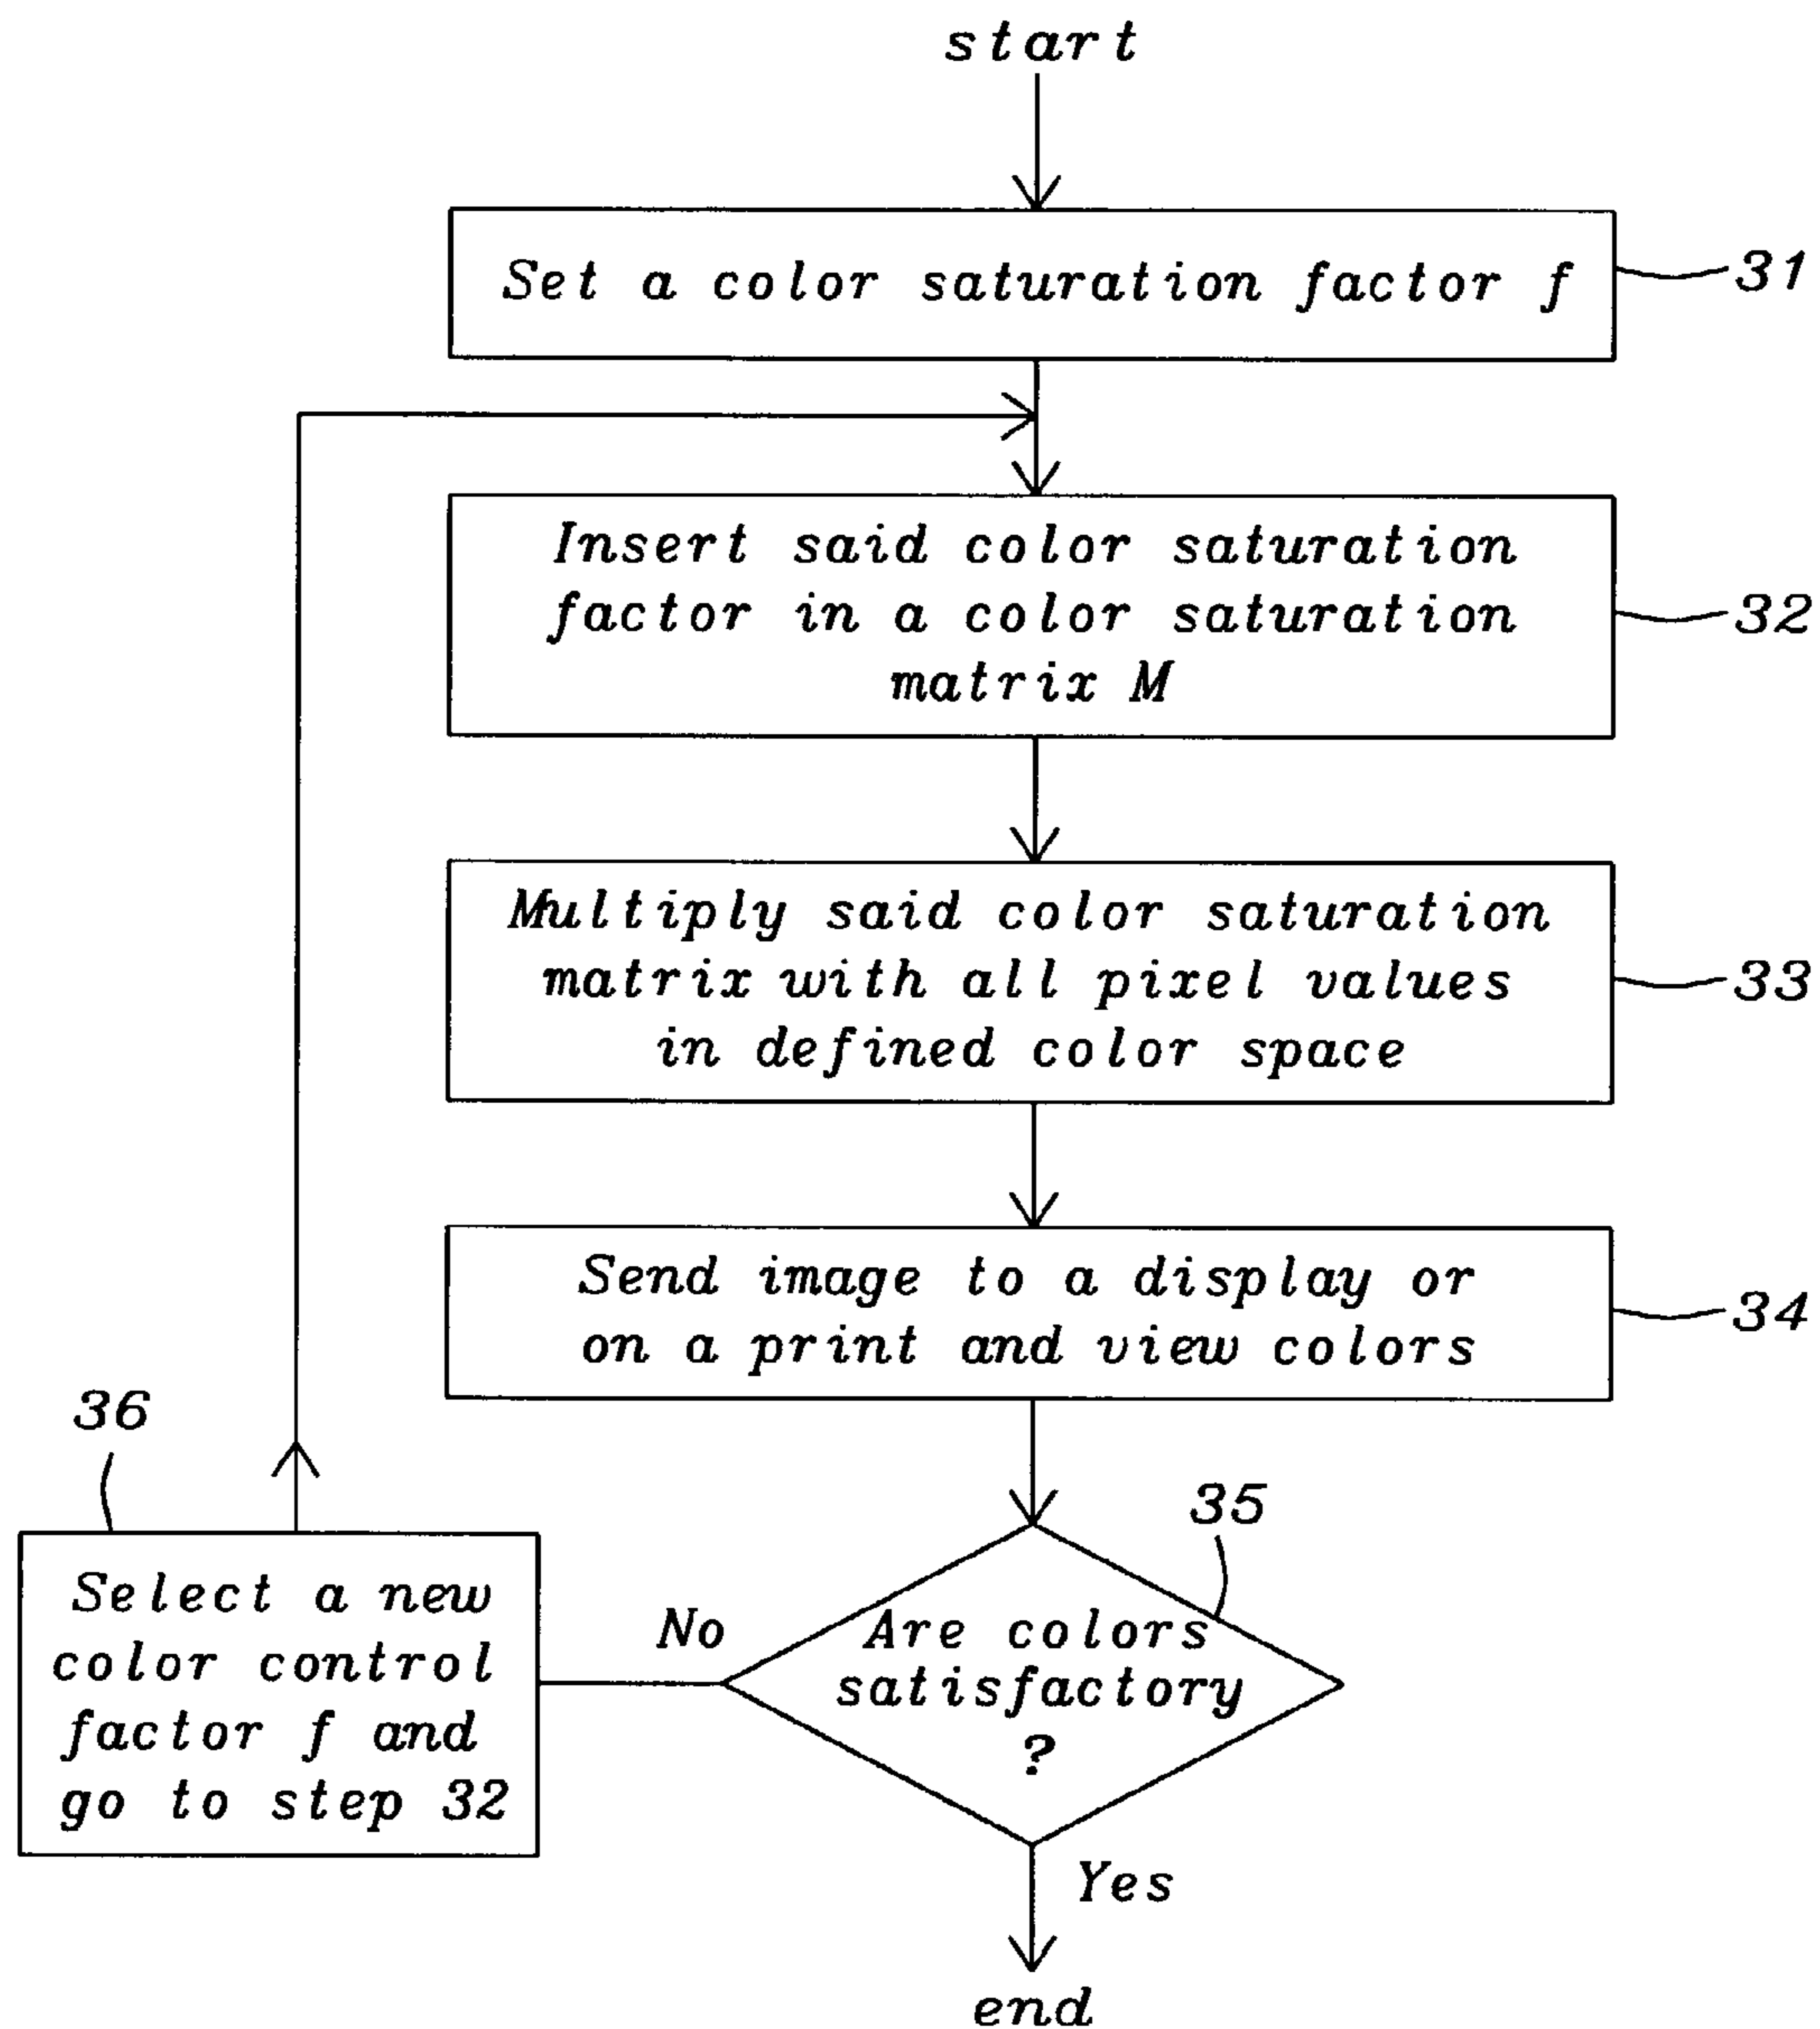 start
Set a color saturation factor f
31
Insert said color saturation
factor in a color saturation
matrix M
32
Multiply said color saturation
matrix with all pixel values
in defined color space
33
Send image to a display or
on a print and view colors
34
35
Are colors
satisfactory
?
No
36
Select a new
color control
factor f and
go to step 32
Yes
end